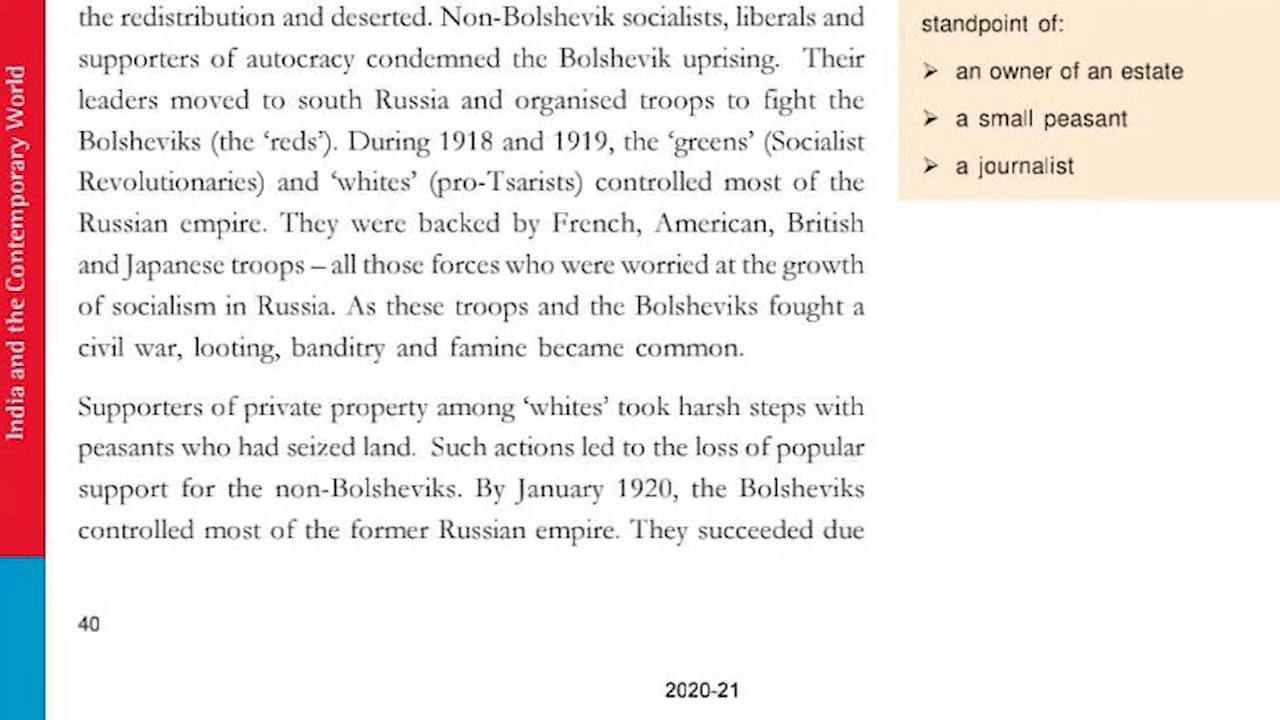 the redistribution and deserted. Non-Bolshevik socialists, liberals and
supporters of autocracy condemned the Bolshevik uprising. Their
leaders moved to south Russia and organised troops to fight the
Bolsheviks (the ‘reds’). During 1918 and 1919, the ‘greens’ (Socialist
Revolutionaries) and ‘whites’ (pro-Tsarists) controlled most of the
Russian empire. They were backed by French, American, British
and Japanese troops – all those forces who were worried at the growth
of socialism in Russia. As these troops and the Bolsheviks fought a
civil war, looting, banditry and famine became common.
Supporters of private property among ‘whites’ took harsh steps with
peasants who had seized land. Such actions led to the loss of popular
support for the non-Bolsheviks. By January 1920, the Bolsheviks
controlled most of the former Russian empire. They succeeded due
standpoint of:
➢ an owner of an estate
➢ a small peasant
➢ a journalist
India and the Contemporary World
40
2020-21